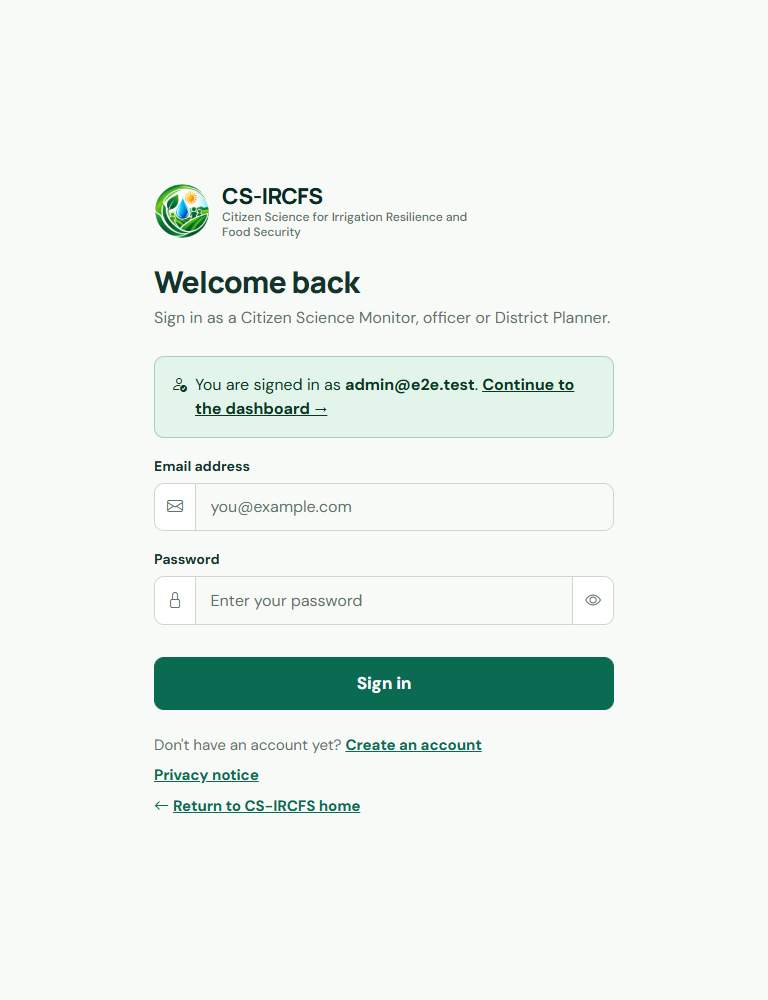 CS-IRCFS
Citizen Science for Irrigation Resilience and
Food Security
Welcome back
Sign in as a Citizen Science Monitor, officer or District Planner.
You are signed in as admin@e2e.test. Continue to
the dashboard →
Email address
you@example.com
Password
Enter your password
Sign in
Don't have an account yet? Create an account
Privacy notice
← Return to CS-IRCFS home